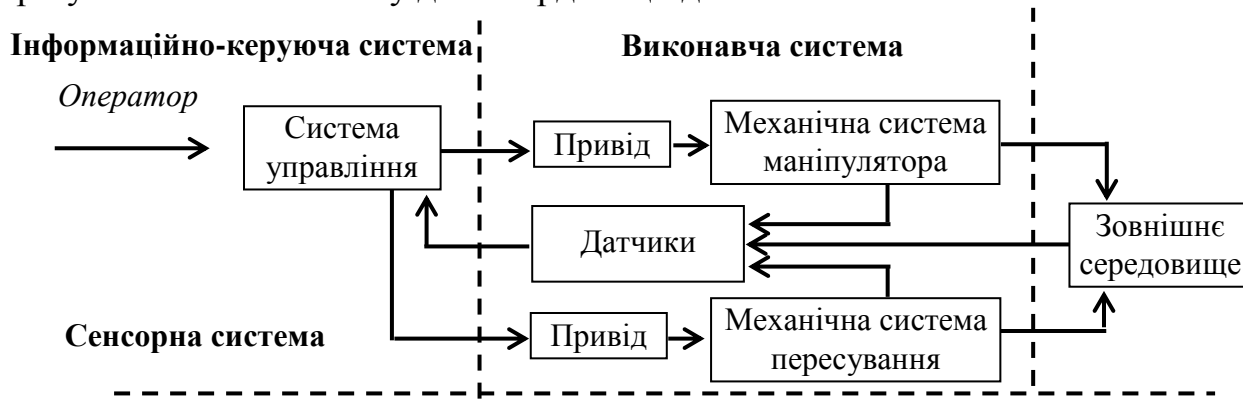 Інформаційно-керуюча система
Виконавча система
Оператор
Система
управління
Привід
Механічна система
маніпулятора
Датчики
Зовнішнє
середовище
Сенсорна система
Привід
Механічна система
пересування